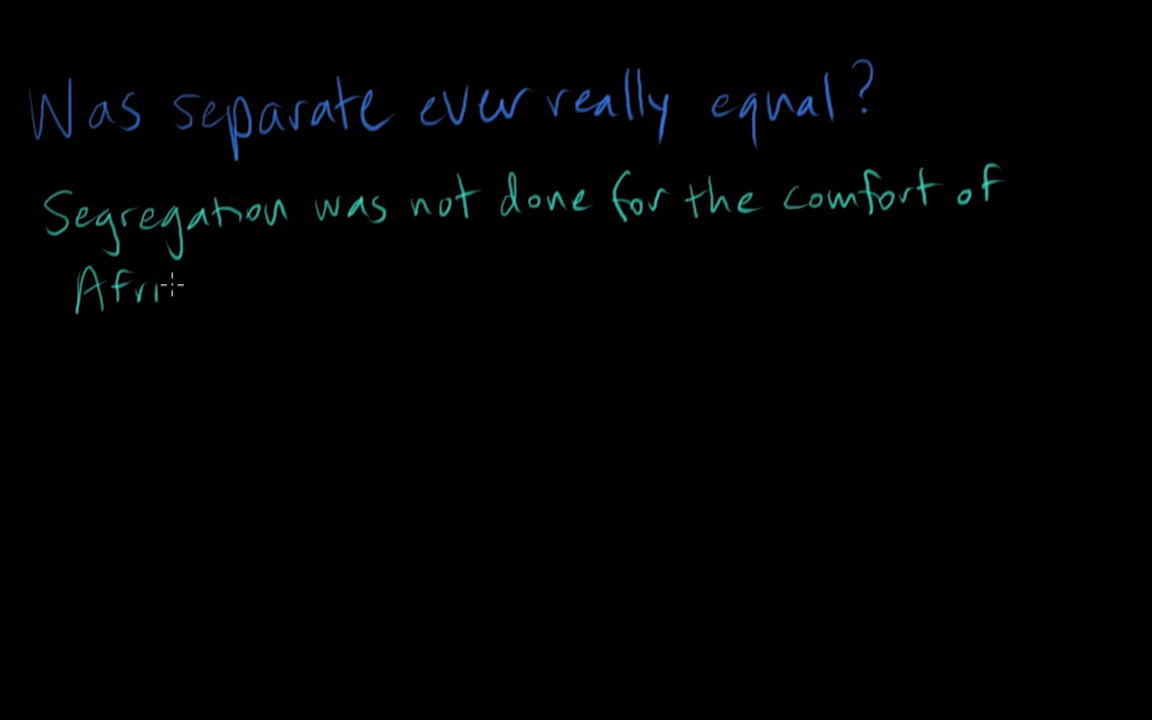 Was separate ever really equal?
Segregation was not done for the comfort of
Afri